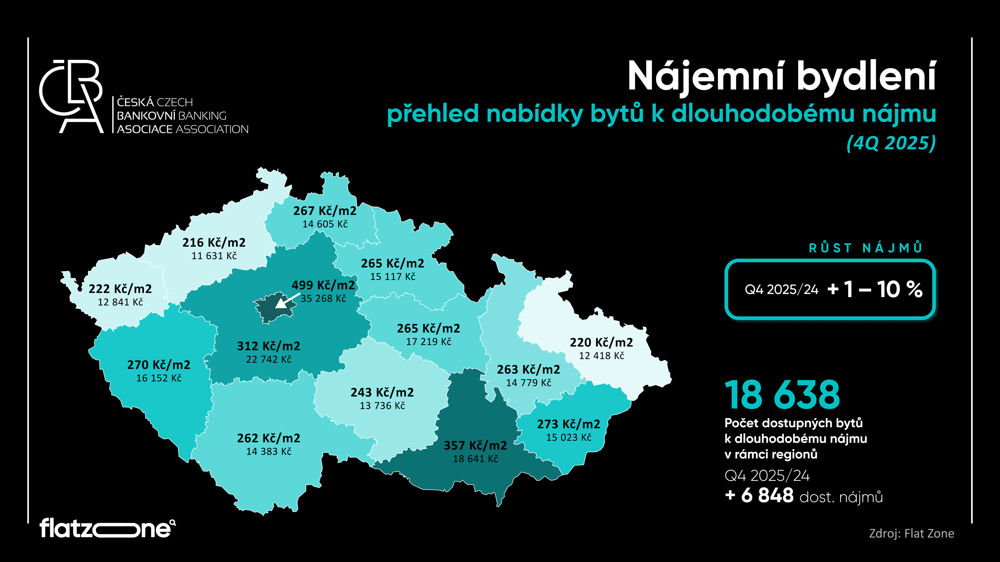 ČBA
ČESKÁ CZECH
BANKOVNÍ BANKING
ASOCIACE ASSOCIATION
Nájemní bydlení
přehled nabídky bytů k dlouhodobému nájmu
(4Q 2025)
267 Kč/m2
14 605 Kč
216 Kč/m2
11 631 Kč
265 Kč/m2
15 117 Kč
222 Kč/m2
12 841 Kč
499 Kč/m2
35 268 Kč
312 Kč/m2
22 742 Kč
265 Kč/m2
17 219 Kč
220 Kč/m2
12 418 Kč
270 Kč/m2
16 152 Kč
263 Kč/m2
14 779 Kč
243 Kč/m2
13 736 Kč
273 Kč/m2
15 023 Kč
262 Kč/m2
14 383 Kč
357 Kč/m2
18 641 Kč
RŮST NÁJMŮ
Q4 2025/24 + 1 – 10 %
18 638
Počet dostupných bytů
k dlouhodobému nájmu
v rámci regionů
Q4 2025/24
+ 6 848 dost. nájmů
flatzone
Zdroj: Flat Zone